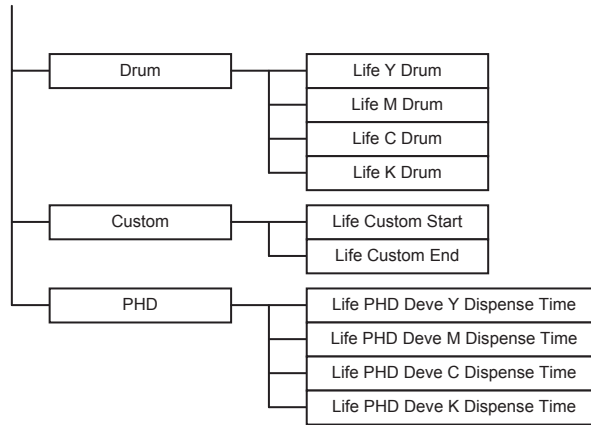 Drum
Life Y Drum
Life M Drum
Life C Drum
Life K Drum
Custom
Life Custom Start
Life Custom End
PHD
Life PHD Deve Y Dispense Time
Life PHD Deve M Dispense Time
Life PHD Deve C Dispense Time
Life PHD Deve K Dispense Time